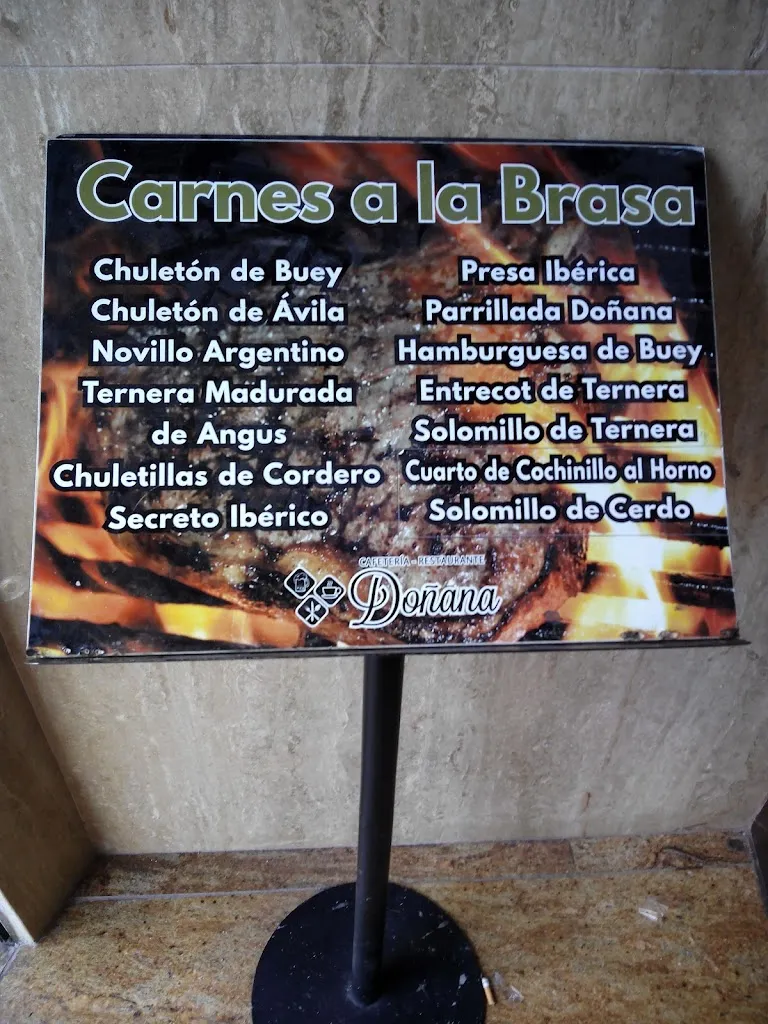 Carnes a la Brasa
Chuletón de Buey
Chuletón de Ávila
Novillo Argentino
Ternera Madurada
de Angus
Chuletillas de Cordero
Secreto Ibérico
Presa Ibérica
Parrillada Doñana
Hamburguesa de Buey
Entrecot de Ternera
Solomillo de Ternera
Cuarto de Cochinillo al Horno
Solomillo de Cerdo
CAFETERÍA - RESTAURANTE
Doñána